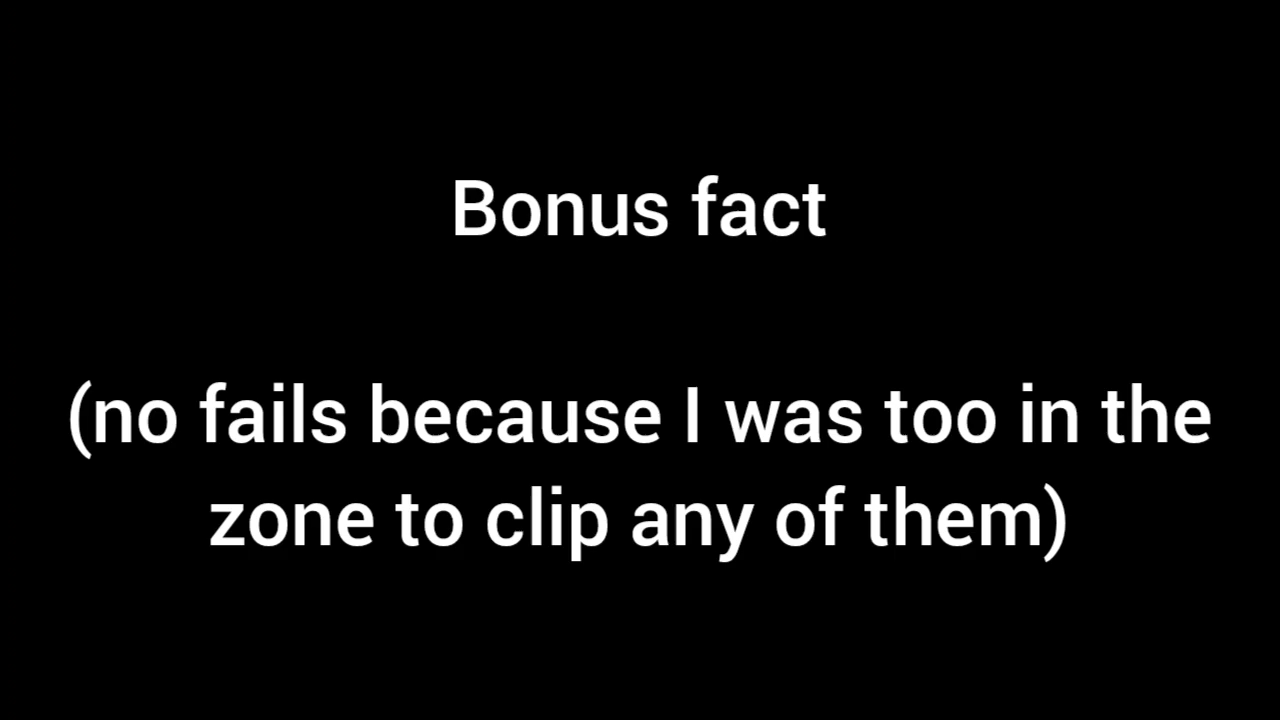 Bonus fact
(no fails because I was too in the
zone to clip any of them)